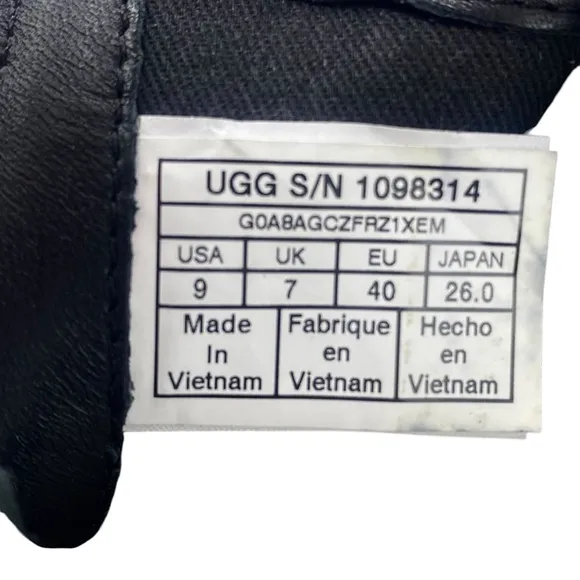 UGG S/N 1098314
G0A8AGCZFRZ1XEM
USA UK EU JAPAN
9 7 40 26.0
Made Fabrique Hecho
In en en
Vietnam Vietnam Vietnam